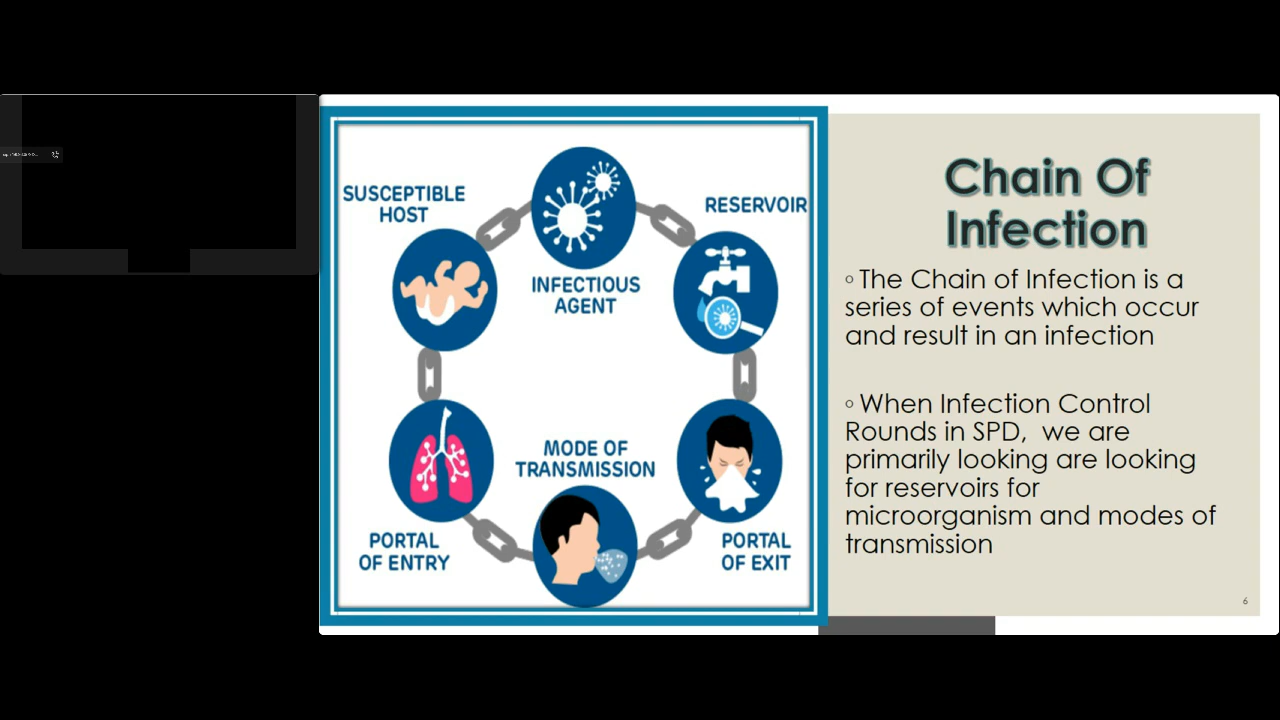 SUSCEPTIBLE
HOST
INFECTIOUS
AGENT
RESERVOIR
MODE OF
TRANSMISSION
PORTAL
OF ENTRY
PORTAL
OF EXIT
Chain Of
Infection
◦ The Chain of Infection is a
series of events which occur
and result in an infection
◦ When Infection Control
Rounds in SPD,  we are
primarily looking are looking
for reservoirs for
microorganism and modes of
transmission
6